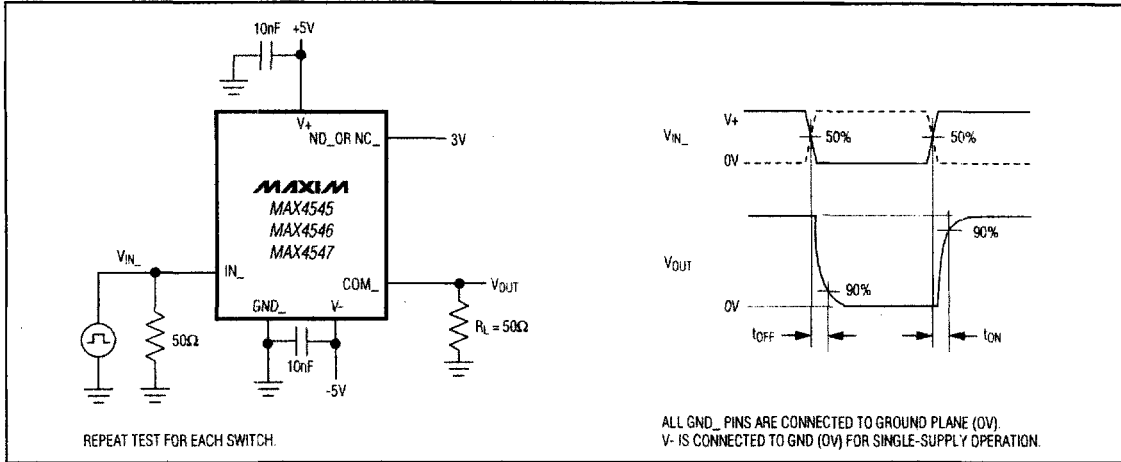 10nF +5V
V+
ND_OR NC_
3V
MAXIM
MAX4545
MAX4546
MAX4547
VIN_
IN_
COM_
VOUT
GND_ V-
50Ω
10nF
RL = 50Ω
-5V
REPEAT TEST FOR EACH SWITCH.
V+
VIN_
50%
50%
0V
90%
VOUT
90%
0V
tOFF
tON
ALL GND_ PINS ARE CONNECTED TO GROUND PLANE (0V).
V- IS CONNECTED TO GND (0V) FOR SINGLE-SUPPLY OPERATION.